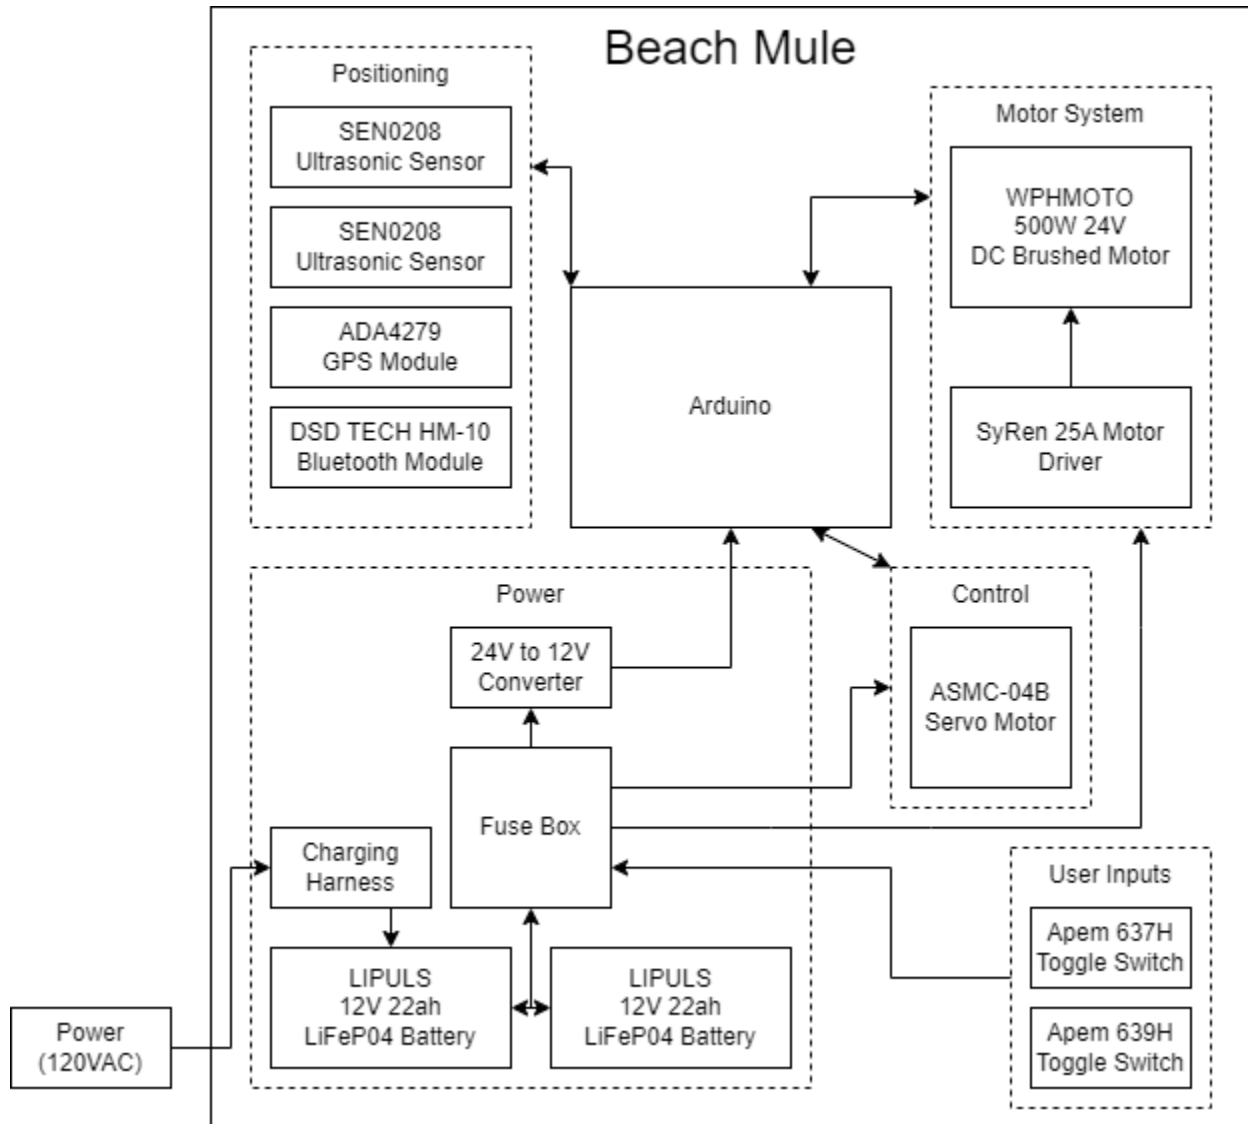 Beach Mule
Positioning
SEN0208
Ultrasonic Sensor
SEN0208
Ultrasonic Sensor
ADA4279
GPS Module
DSD TECH HM-10
Bluetooth Module
Arduino
Motor System
WPHMOTO
500W 24V
DC Brushed Motor
SyRen 25A Motor
Driver
Power
24V to 12V
Converter
Fuse Box
Charging
Harness
LIPULS
12V 22ah
LiFeP04 Battery
LIPULS
12V 22ah
LiFeP04 Battery
Control
ASMC-04B
Servo Motor
User Inputs
Apem 637H
Toggle Switch
Apem 639H
Toggle Switch
Power
(120VAC)